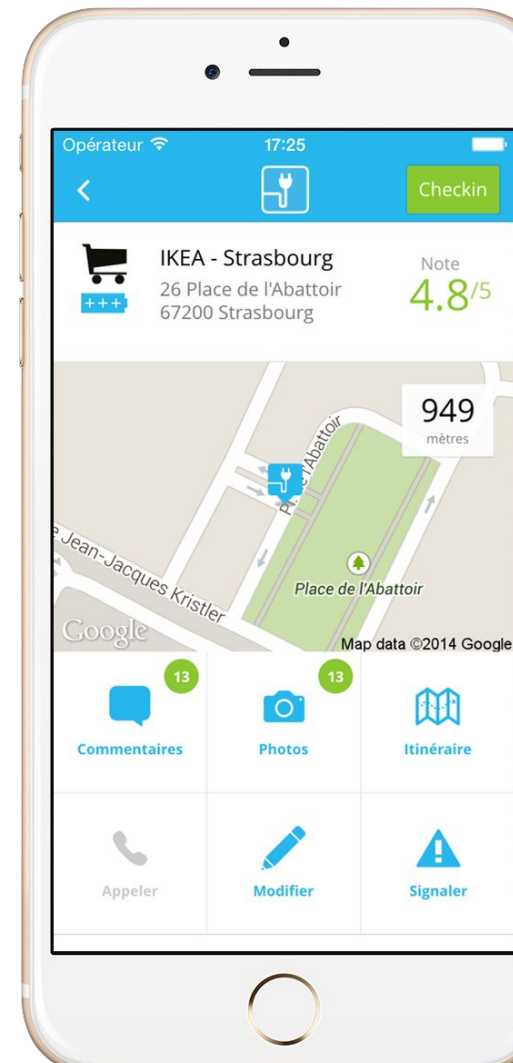 Opérateur
17:25
Checkin
IKEA - Strasbourg
26 Place de l'Abattoir
67200 Strasbourg
Note
4.8/5
+++
949
mètres
Pl. de l'Abattoir
e Jean-Jacques Kristler
Place de l'Abattoir
Google
Map data ©2014 Google
13
13
Commentaires
Photos
Itinéraire
Appeler
Modifier
Signaler